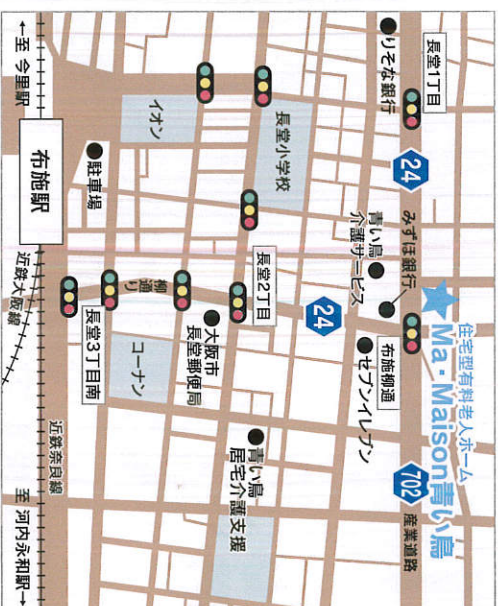 長堂1丁目
りそな銀行
24
みずほ銀行
住宅型有料老人ホーム
Ma・Maison青い鳥
702
産業道路
布施柳通
セブンイレブン
青い鳥
介護サービス
長堂小学校
24
長堂2丁目
大阪市
長堂郵便局
青い鳥
居宅介護支援
イオン
駐車場
柳通り
コーナン
長堂3丁目南
←至 今里駅
布施駅
近鉄大阪線
近鉄奈良線
至 河内永和駅→